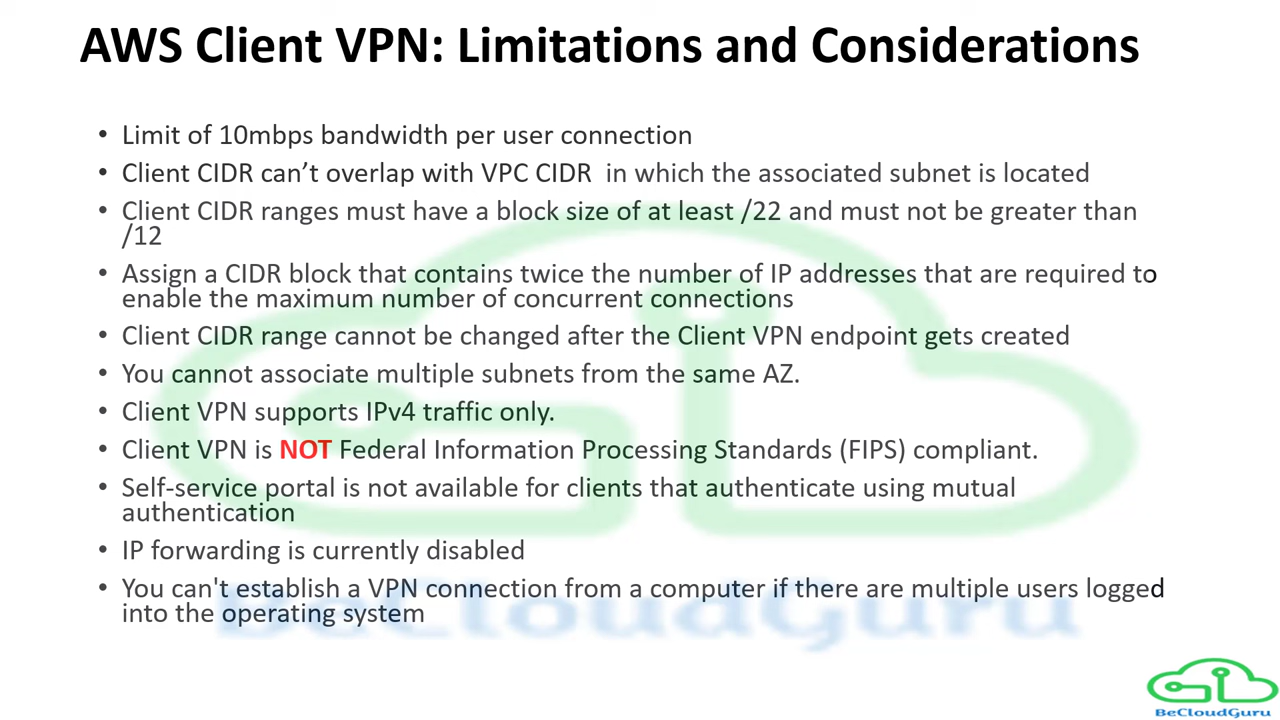 AWS Client VPN: Limitations and Considerations
• Limit of 10mbps bandwidth per user connection
• Client CIDR can’t overlap with VPC CIDR  in which the associated subnet is located
• Client CIDR ranges must have a block size of at least /22 and must not be greater than
/12
• Assign a CIDR block that contains twice the number of IP addresses that are required to
enable the maximum number of concurrent connections
• Client CIDR range cannot be changed after the Client VPN endpoint gets created
• You cannot associate multiple subnets from the same AZ.
• Client VPN supports IPv4 traffic only.
• Client VPN is NOT Federal Information Processing Standards (FIPS) compliant.
• Self-service portal is not available for clients that authenticate using mutual
authentication
• IP forwarding is currently disabled
• You can't establish a VPN connection from a computer if there are multiple users logged
into the operating system
BeCloudGuru
BeCloudGuru